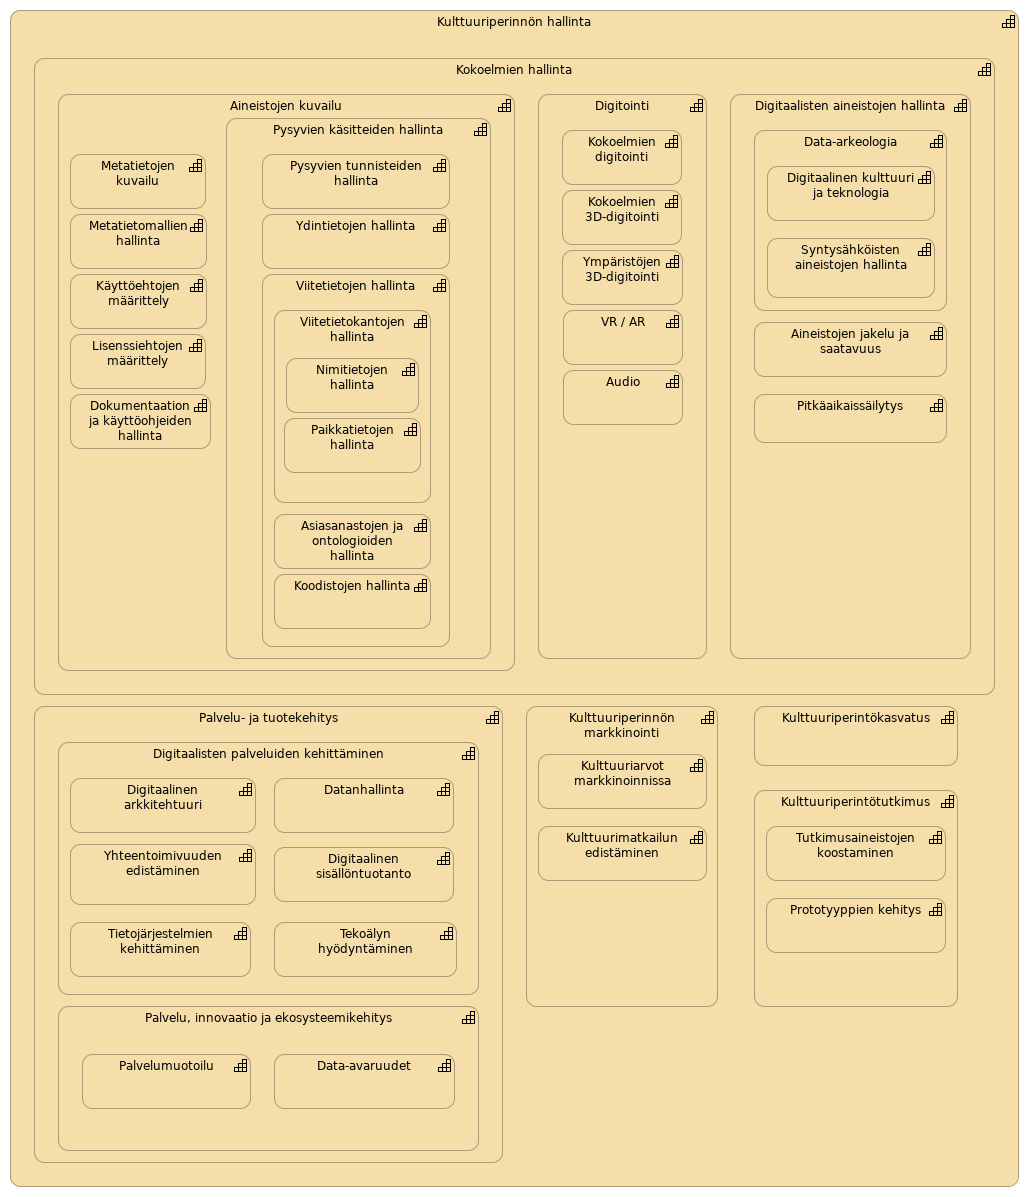 Kulttuuriperinnön hallinta
Kokoelmien hallinta
Aineistojen kuvailu
Metatietojen
kuvailu
Metatietomallien
hallinta
Käyttöehtojen
määrittely
Lisenssiehtojen
määrittely
Dokumentaation
ja käyttöohjeiden
hallinta
Pysyvien käsitteiden hallinta
Pysyvien tunnisteiden
hallinta
Ydintietojen hallinta
Viitetietojen hallinta
Viitetietokantojen
hallinta
Nimitietojen
hallinta
Paikkatietojen
hallinta
Asiasanastojen ja
ontologioiden
hallinta
Koodistojen hallinta
Digitointi
Kokoelmien
digitointi
Kokoelmien
3D-digitointi
Ympäristöjen
3D-digitointi
VR / AR
Audio
Digitaalisten aineistojen hallinta
Data-arkeologia
Digitaalinen kulttuuri
ja teknologia
Syntysähköisten
aineistojen hallinta
Aineistojen jakelu ja
saatavuus
Pitkäaikaissäilytys
Palvelu- ja tuotekehitys
Digitaalisten palveluiden kehittäminen
Digitaalinen
arkkitehtuuri
Datanhallinta
Yhteentoimivuuden
edistäminen
Digitaalinen
sisällöntuotanto
Tietojärjestelmien
kehittäminen
Tekoälyn
hyödyntäminen
Palvelu, innovaatio ja ekosysteemikehitys
Palvelumuotoilu
Data-avaruudet
Kulttuuriperinnön
markkinointi
Kulttuuriarvot
markkinoinnissa
Kulttuurimatkailun
edistäminen
Kulttuuriperintökasvatus
Kulttuuriperintötutkimus
Tutkimusaineistojen
koostaminen
Prototyyppien kehitys